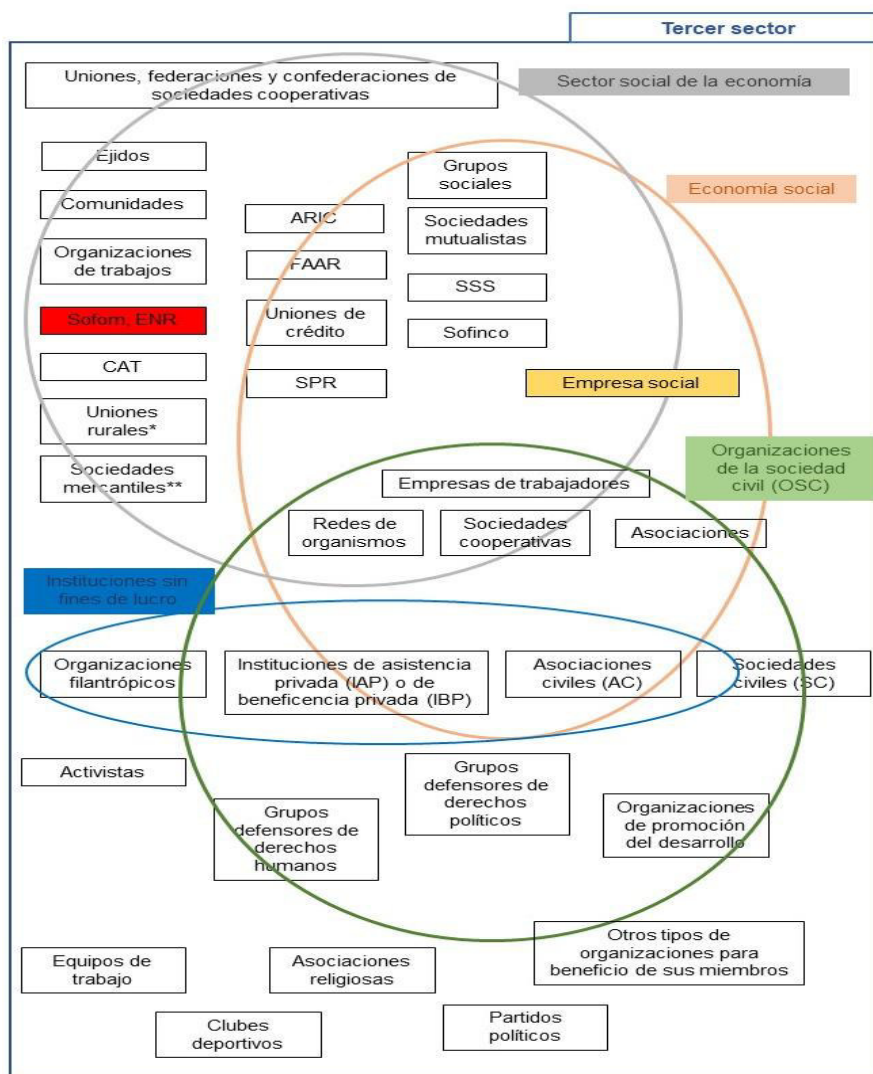 Tercer sector
Uniones, federaciones y confederaciones de
sociedades cooperativas
Sector social de la economía
Ejidos
Grupos
sociales
Economía social
Comunidades
ARIC
Sociedades
mutualistas
Organizaciones
de trabajos
FAAR
SSS
Sofom, ENR
Uniones de
crédito
Sofinco
CAT
SPR
Empresa social
Uniones
rurales*
Organizaciones
de la sociedad
civil (OSC)
Sociedades
mercantiles**
Empresas de trabajadores
Redes de
organismos
Sociedades
cooperativas
Asociaciones
Instituciones sin
fines de lucro
Organizaciones
filantrópicos
Instituciones de asistencia
privada (IAP) o de
beneficencia privada (IBP)
Asociaciones
civiles (AC)
Sociedades
civiles (SC)
Activistas
Grupos
defensores de
derechos
políticos
Grupos
defensores de
derechos
humanos
Organizaciones
de promoción
del desarrollo
Equipos de
trabajo
Asociaciones
religiosas
Otros tipos de
organizaciones para
beneficio de sus miembros
Clubes
deportivos
Partidos
políticos